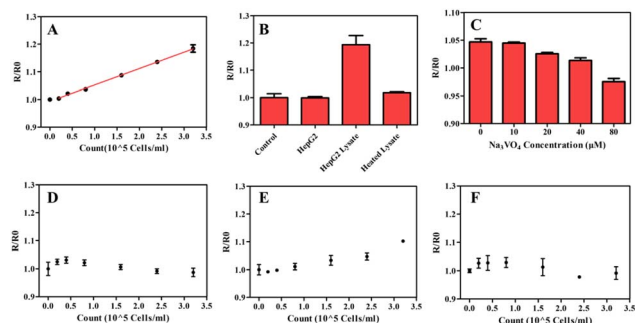 A
R/R0
1.3
1.2
1.1
1.0
0.9
0.0 0.5 1.0 1.5 2.0 2.5 3.0 3.5
Count(10^5 Cells/ml)
B
R/R0
1.3
1.2
1.1
1.0
0.9
Control HepG2 HepG2 Lysate Heated Lysate
C
R/R0
1.10
1.05
1.00
0.95
0.90
0 10 20 40 80
Na₃VO₄ Concentration (μM)
D
R/R0
1.3
1.2
1.1
1.0
0.9
0.0 0.5 1.0 1.5 2.0 2.5 3.0 3.5
Count (10^5 Cells/ml)
E
R/R0
1.3
1.2
1.1
1.0
0.9
0.0 0.5 1.0 1.5 2.0 2.5 3.0 3.5
Count (10^5 Cells/ml)
F
R/R0
1.3
1.2
1.1
1.0
0.9
0.0 0.5 1.0 1.5 2.0 2.5 3.0 3.5
Count (10^5 Cells/ml)